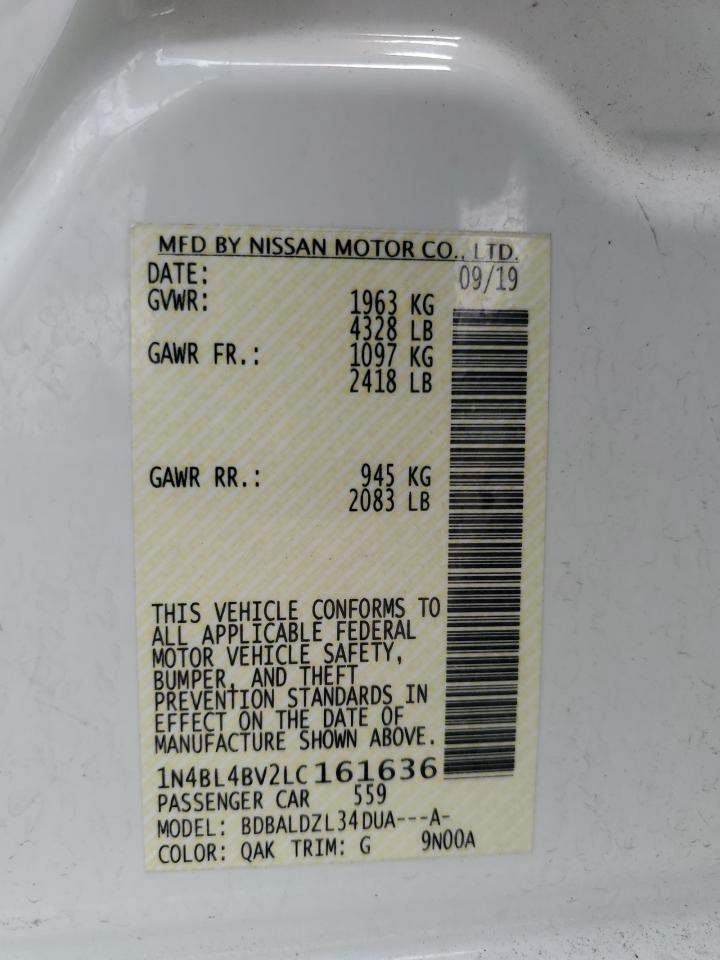 MFD BY NISSAN MOTOR CO., LTD.
DATE: 09/19
GVWR: 1963 KG
4328 LB
GAWR FR.: 1097 KG
2418 LB
GAWR RR.: 945 KG
2083 LB
THIS VEHICLE CONFORMS TO
ALL APPLICABLE FEDERAL
MOTOR VEHICLE SAFETY,
BUMPER, AND THEFT
PREVENTION STANDARDS IN
EFFECT ON THE DATE OF
MANUFACTURE SHOWN ABOVE.
1N4BL4BV2LC161636
PASSENGER CAR 559
MODEL: BDBALDZL34DUA---A-
COLOR: QAK TRIM: G 9N00A